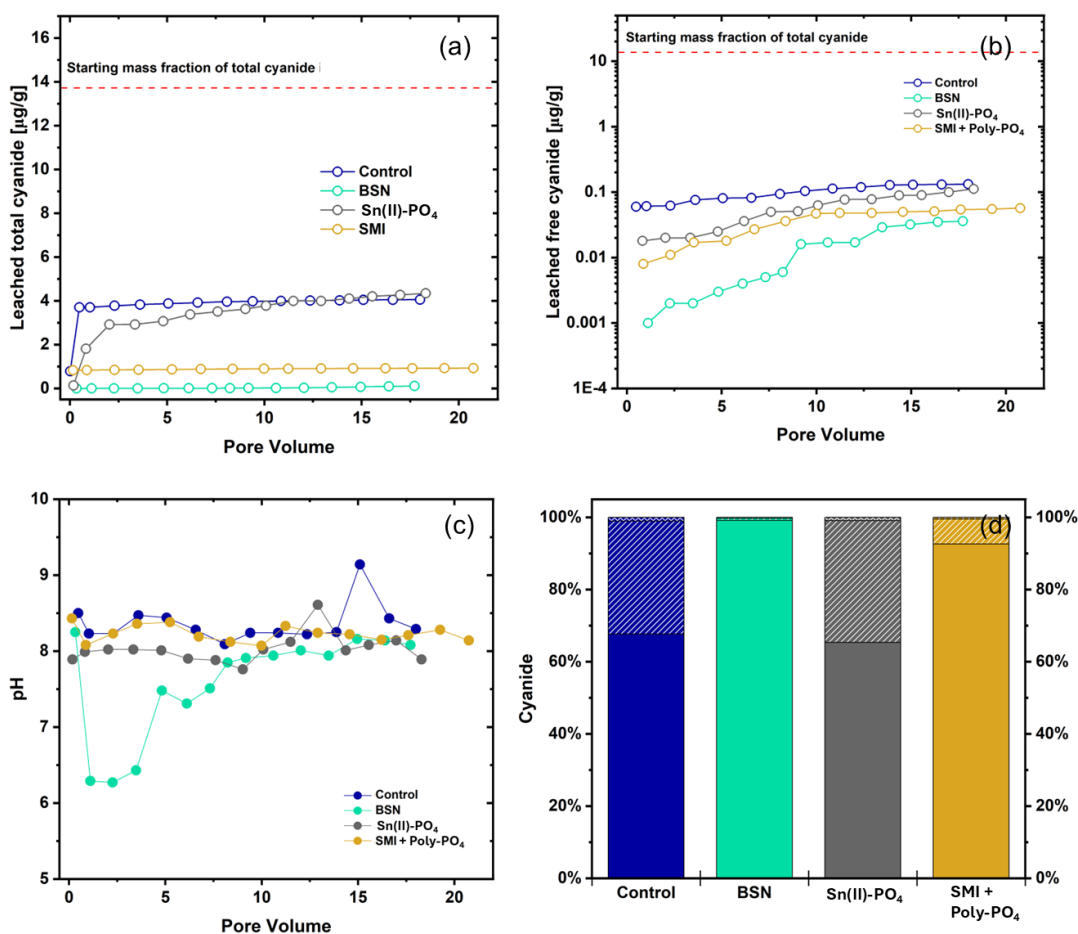 (a)
Starting mass fraction of total cyanide
Control
BSN
Sn(II)-PO₄
SMI
Leached total cyanide [µg/g]
16
14
12
10
8
6
4
2
0
0 5 10 15 20
Pore Volume
(b)
Starting mass fraction of total cyanide
Control
BSN
Sn(II)-PO₄
SMI + Poly-PO₄
Leached free cyanide [µg/g]
10
1
0.1
0.01
0.001
1E-4
0 5 10 15 20
Pore Volume
(c)
Control
BSN
Sn(II)-PO₄
SMI + Poly-PO₄
pH
10
9
8
7
6
5
0 5 10 15 20
Pore Volume
(d)
Cyanide
100% 100%
80% 80%
60% 60%
40% 40%
20% 20%
0% 0%
Control BSN Sn(II)-PO₄ SMI +
Poly-PO₄